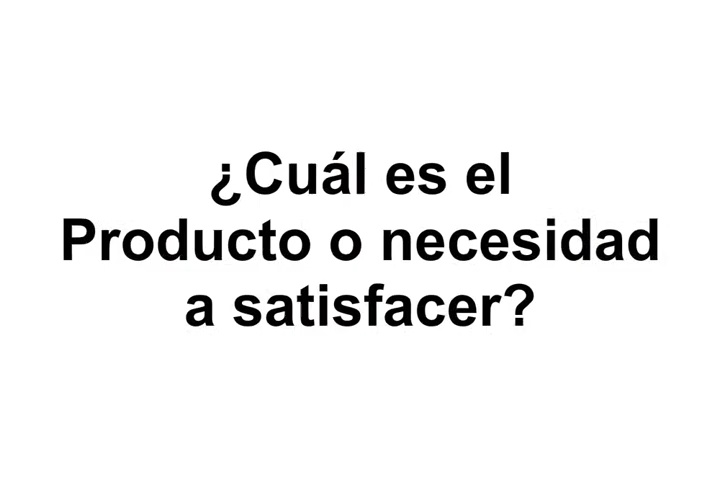 ¿Cuál es el
Producto o necesidad
a satisfacer?